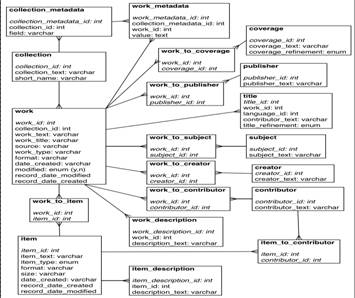 collection_metadata
collection_metadata_id: int
collection_id: int
field: varchar
work_metadata
work_metadata_id: int
collection_metadata_id: int
work_id: int
value: text
coverage
coverage_id: int
coverage_text: varchar
coverage_refinement: enum
collection
collection_id: int
collection_text: varchar
short_name: varchar
work_to_coverage
work_id: int
coverage_id: int
publisher
publisher_id: int
publisher_text: varchar
work_to_publisher
work_id: int
publisher_id: int
title
title_id: int
work_id: int
language_id: int
contributor_text: varchar
title_refinement: enum
work
work_id: int
collection_id: int
work_text: varchar
work_title: varchar
source: varchar
work_type: varchar
format: varchar
date_created: varchar
modified: enum (y,n)
record_date_modified
record_date_created
work_to_subject
work_id: int
subject_id: int
subject
subject_id: int
subject_text: varchar
work_to_creator
work_id: int
creator_id: int
creator
creator_id: int
creator_text: varchar
work_to_contributor
work_id: int
contributor_id: int
contributor
contributor_id: int
contributor_text: varchar
work_to_item
work_id: int
item_id: int
work_description
work_description_id: int
work_id: int
description_text: varchar
item
item_id: int
item_text: varchar
item_type: enum
format: varchar
size: varchar
date_created: varchar
record_date_created
record_date_modified
item_to_contributor
item_id: int
contributor_id: int
item_description
item_description_id: int
item_id: int
description_text: varchar